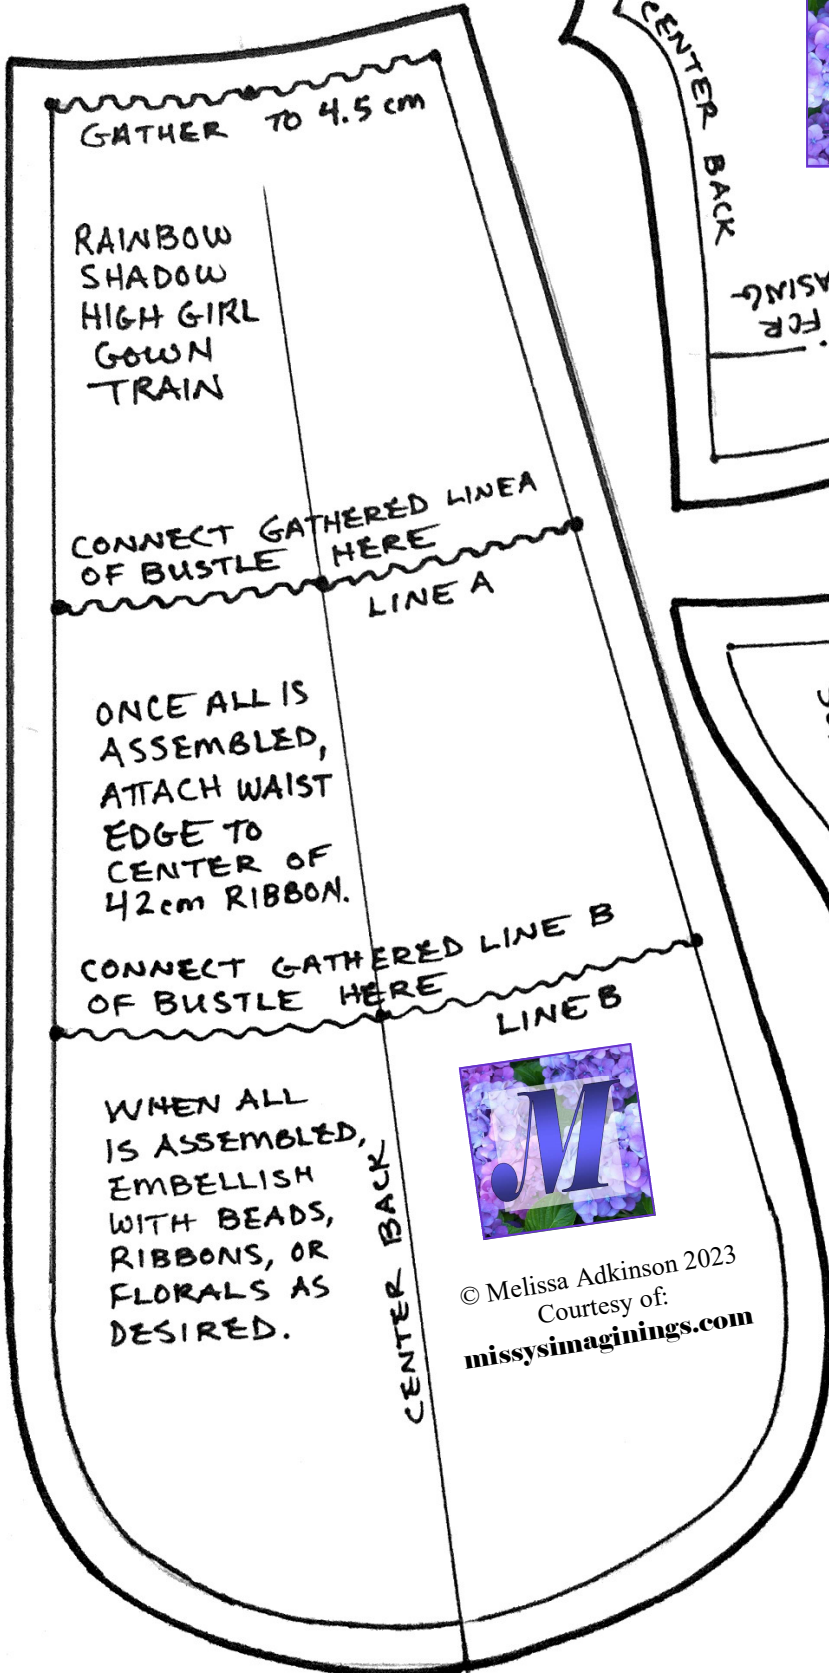 GATHER TO 4.5 cm
RAINBOW
SHADOW
HIGH GIRL
GOWN
TRAIN
CONNECT GATHERED LINE A
OF BUSTLE HERE
LINE A
ONCE ALL IS
ASSEMBLED,
ATTACH WAIST
EDGE TO
CENTER OF
42cm RIBBON.
CONNECT GATHERED LINE B
OF BUSTLE HERE
LINE B
WHEN ALL
IS ASSEMBLED,
EMBELLISH
WITH BEADS,
RIBBONS, OR
FLORALS AS
DESIRED.
CENTER BACK
M
© Melissa Adkinson 2023
Courtesy of:
missysimaginings.com
CENTER BACK
FOR